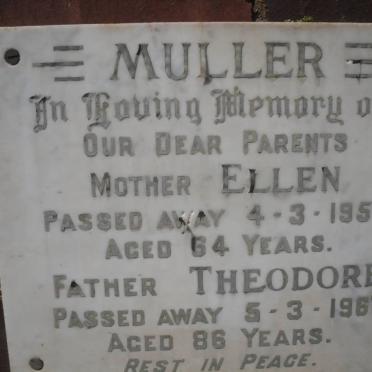 MULLER
In Loving Memory o
OUR DEAR PARENTS
MOTHER ELLEN
PASSED AWAY 4-3-195
AGED 64 YEARS.
FATHER THEODORE
PASSED AWAY 5-3-196
AGED 86 YEARS.
REST IN PEACE.